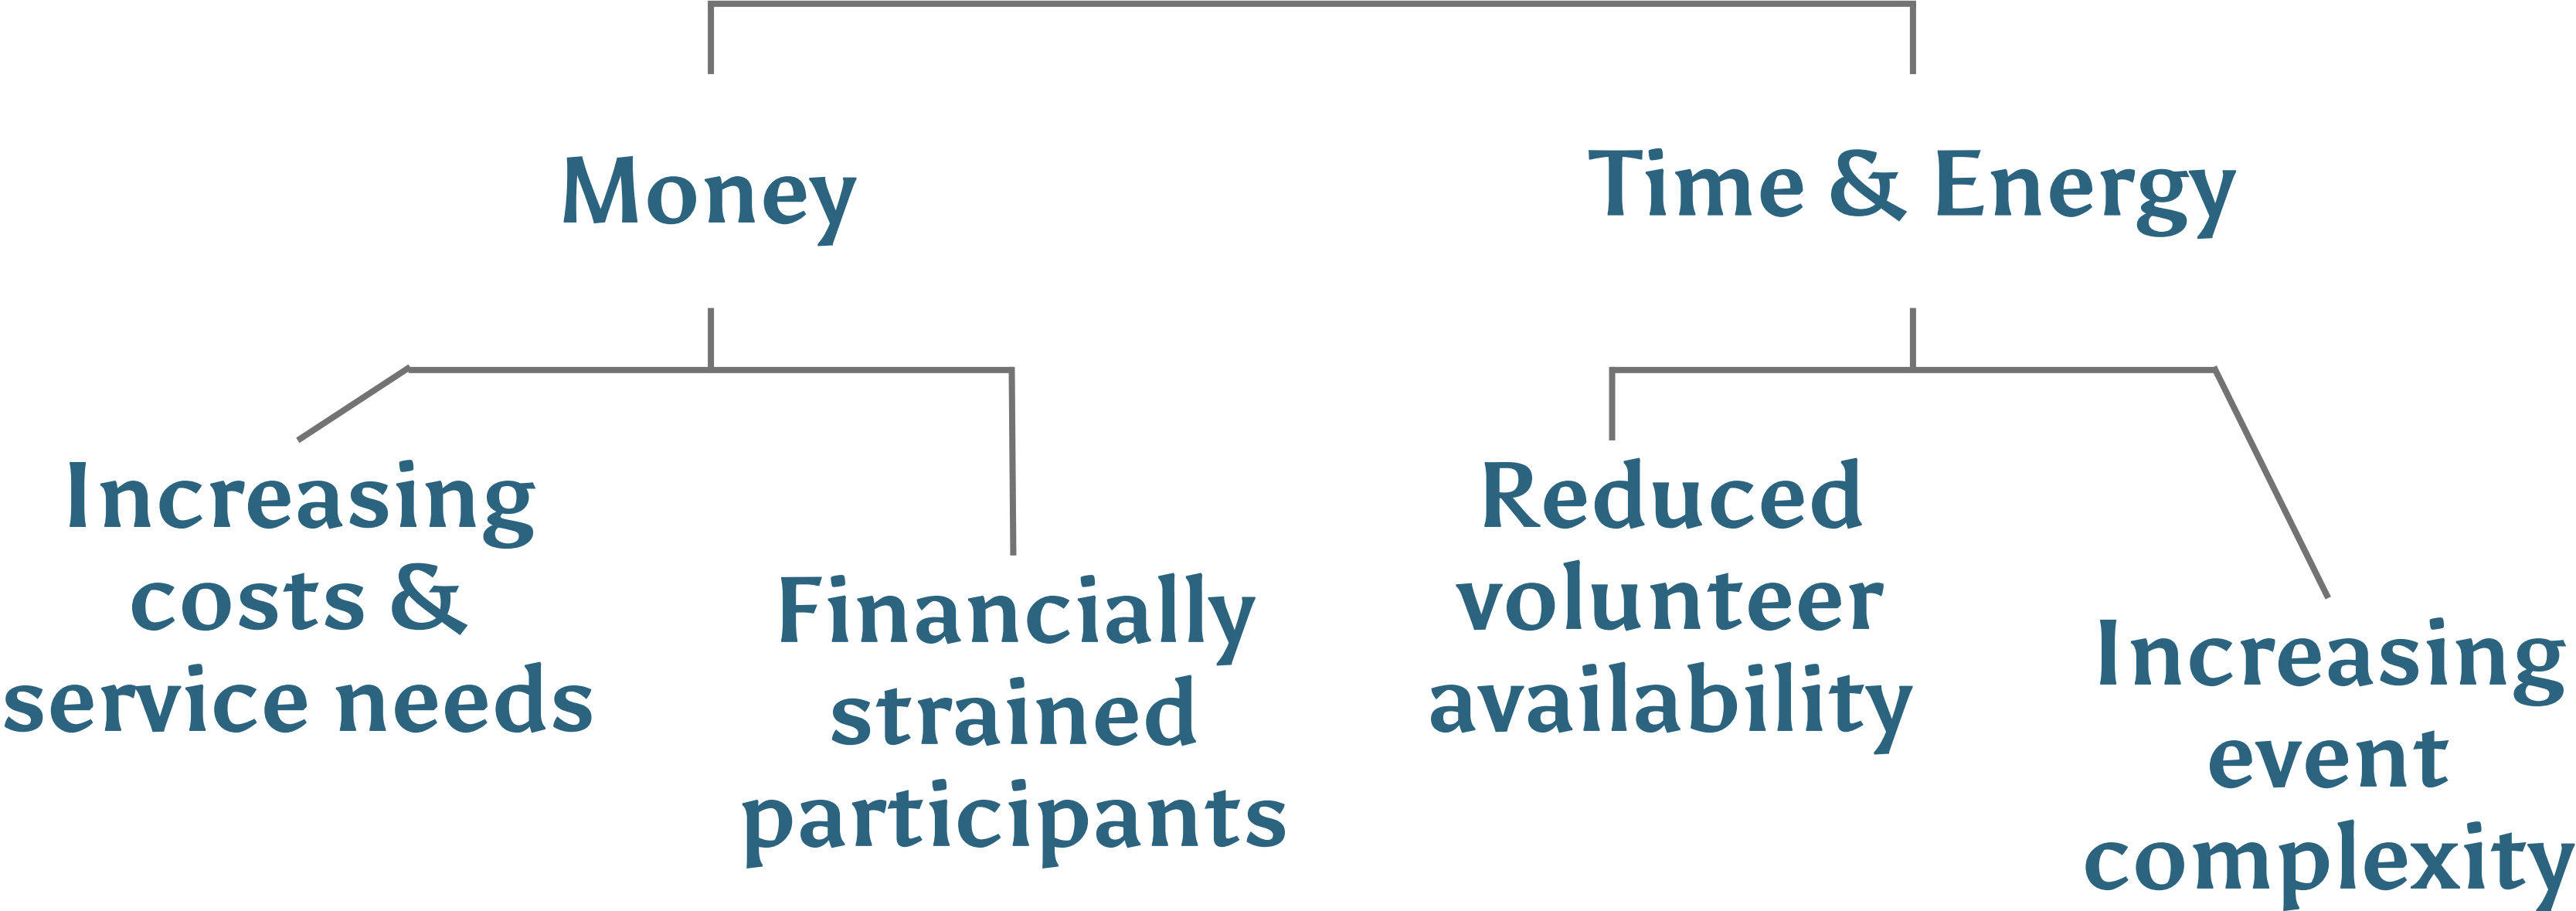 Money
Time & Energy
Increasing
costs &
service needs
Financially
strained
participants
Reduced
volunteer
availability
Increasing
event
complexity